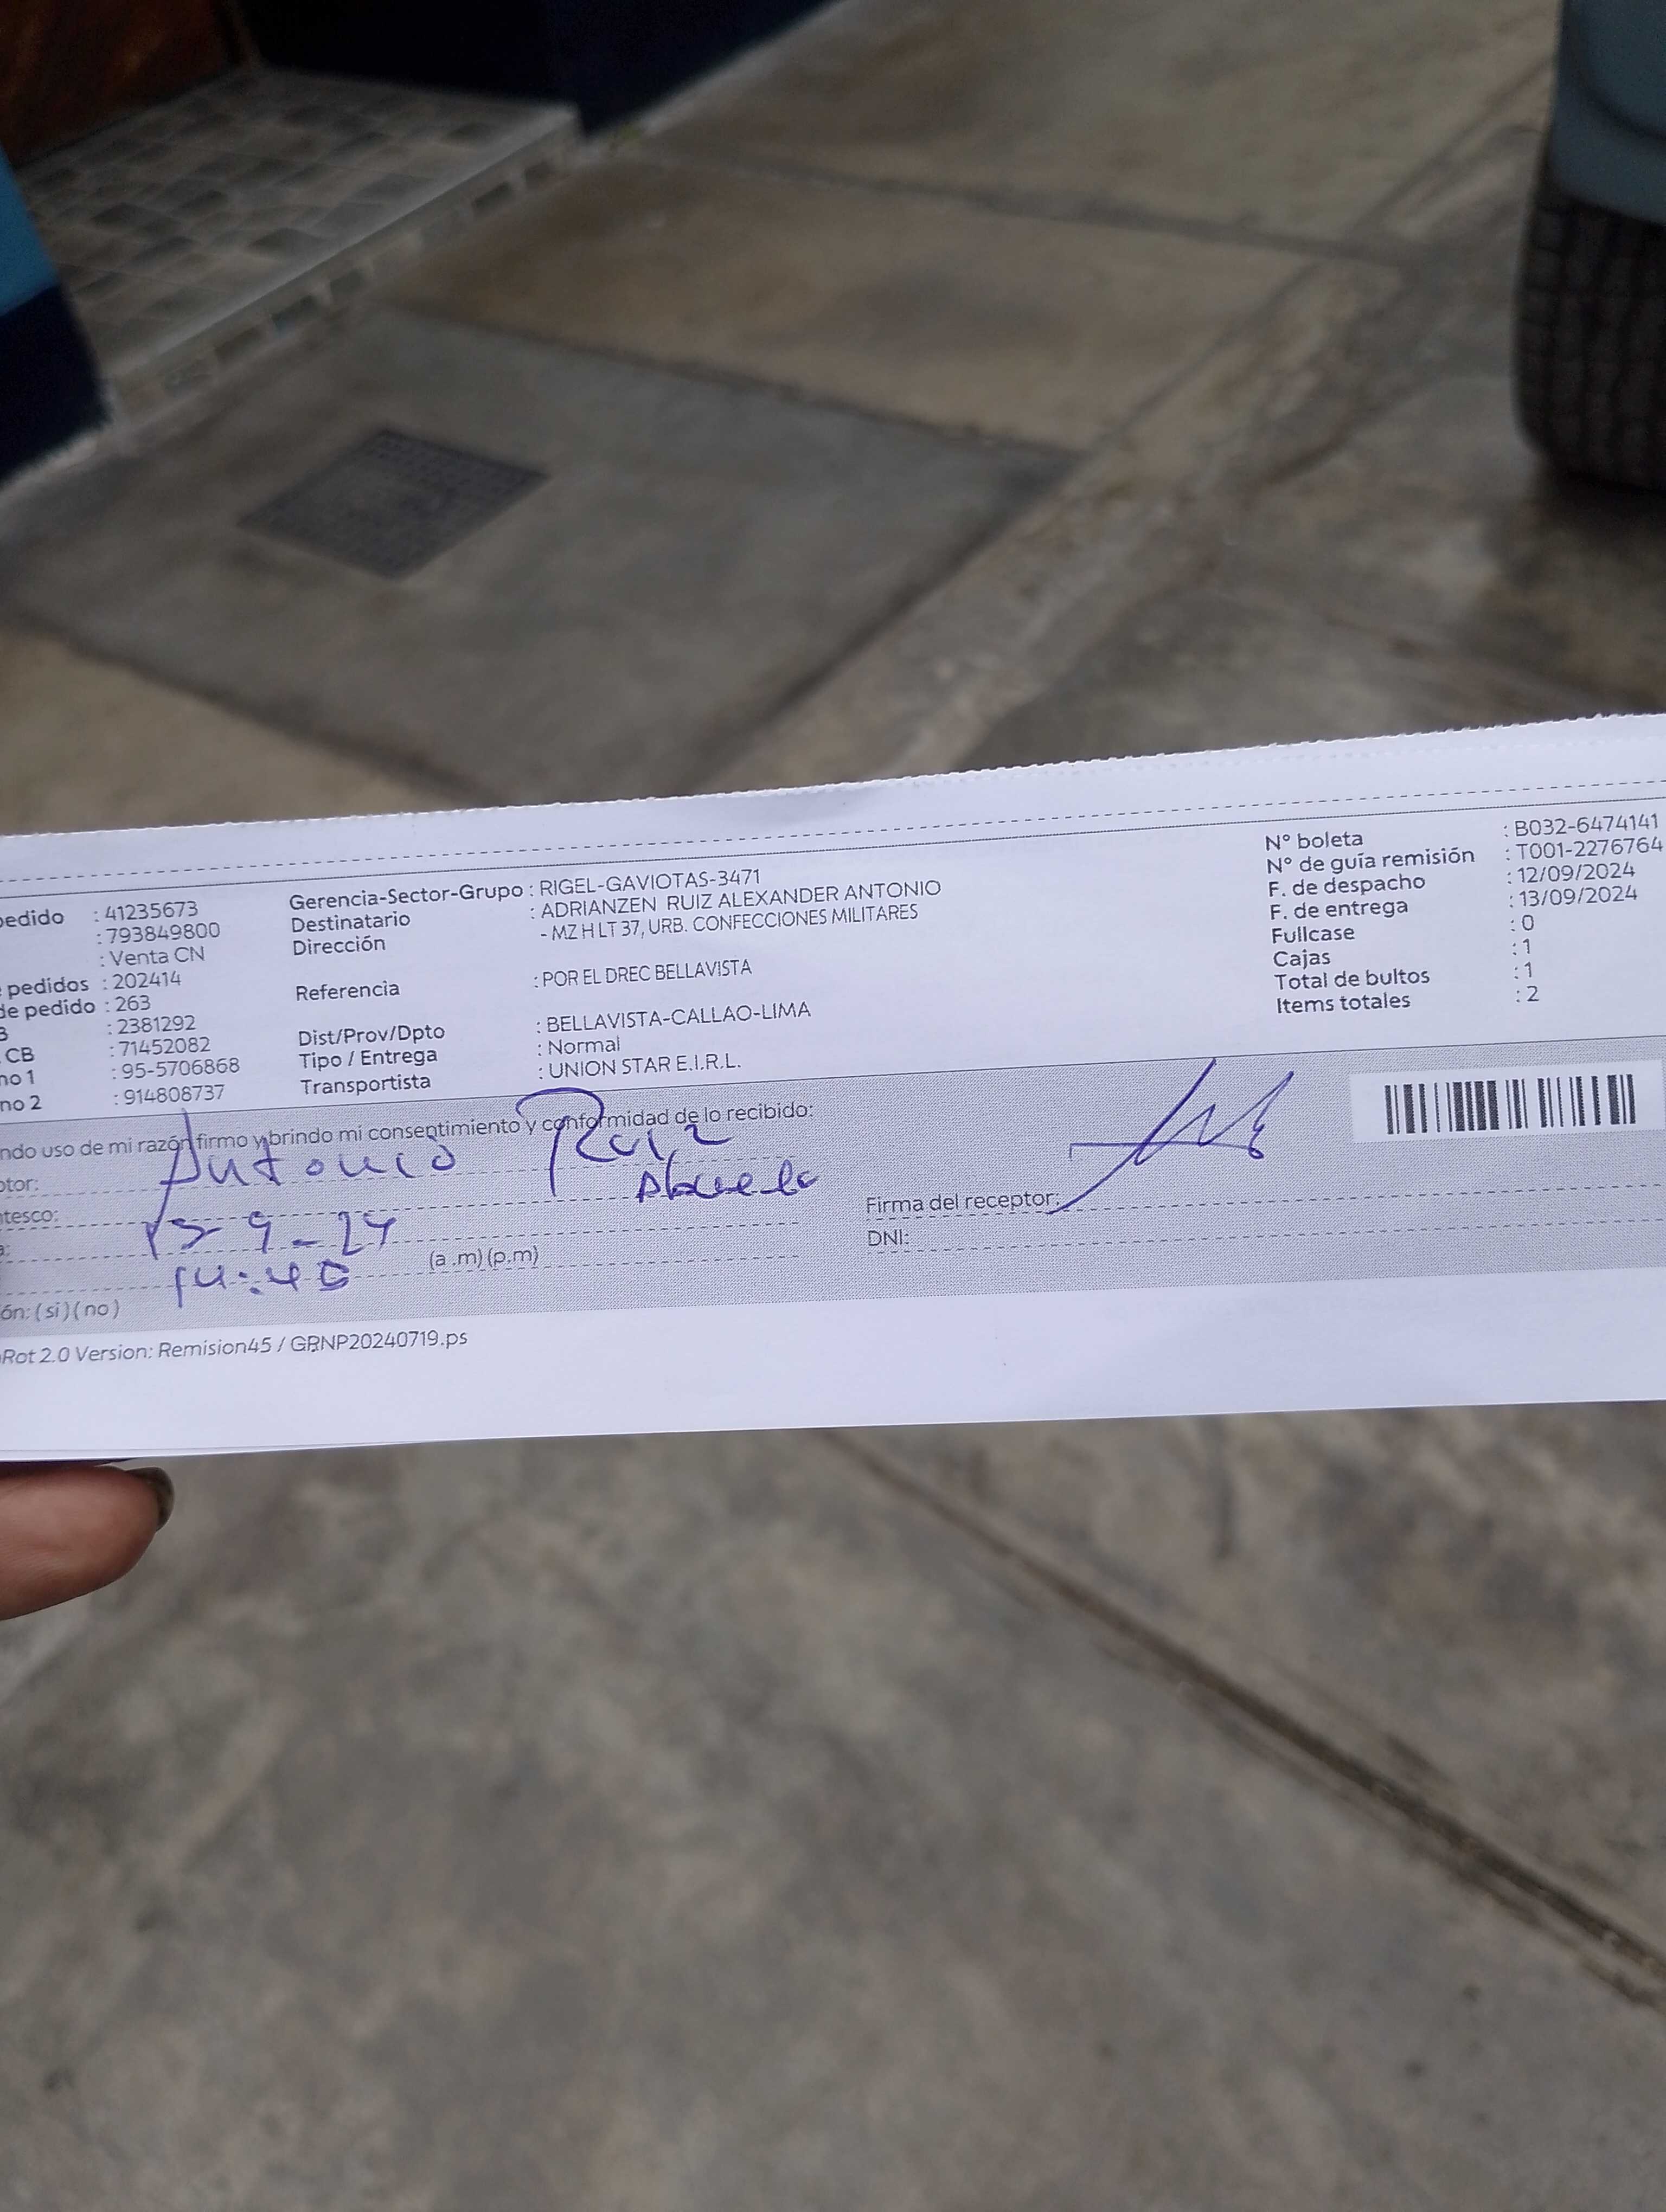 edido : 41235673
: 793849800
: Venta CN
pedidos : 202414
de pedido : 263
: 2381292
CB : 71452082
no 1 : 95-5706868
no 2 : 914808737
Gerencia-Sector-Grupo : RIGEL-GAVIOTAS-3471
Destinatario : ADRIANZEN RUIZ ALEXANDER ANTONIO
Dirección - MZ H LT 37, URB. CONFECCIONES MILITARES
Referencia : POR EL DREC BELLAVISTA
Dist/Prov/Dpto : BELLAVISTA-CALLAO-LIMA
Tipo / Entrega : Normal
Transportista : UNION STAR E.I.R.L.
N° boleta : B032-6474141
N° de guía remisión : T001-2276764
F. de despacho : 12/09/2024
F. de entrega : 13/09/2024
Fullcase : 0
Cajas : 1
Total de bultos : 1
Items totales : 2
ndo uso de mi razón firmo y brindo mi consentimiento y conformidad de lo recibido:
ptor: Antonio Ruiz
tesco: Abuelo
a: 13-9-24
14:40 (a .m) (p.m)
ón: (si) (no)
Firma del receptor:
DNI:
Rot 2.0 Version: Remision45 / GRNP20240719.ps